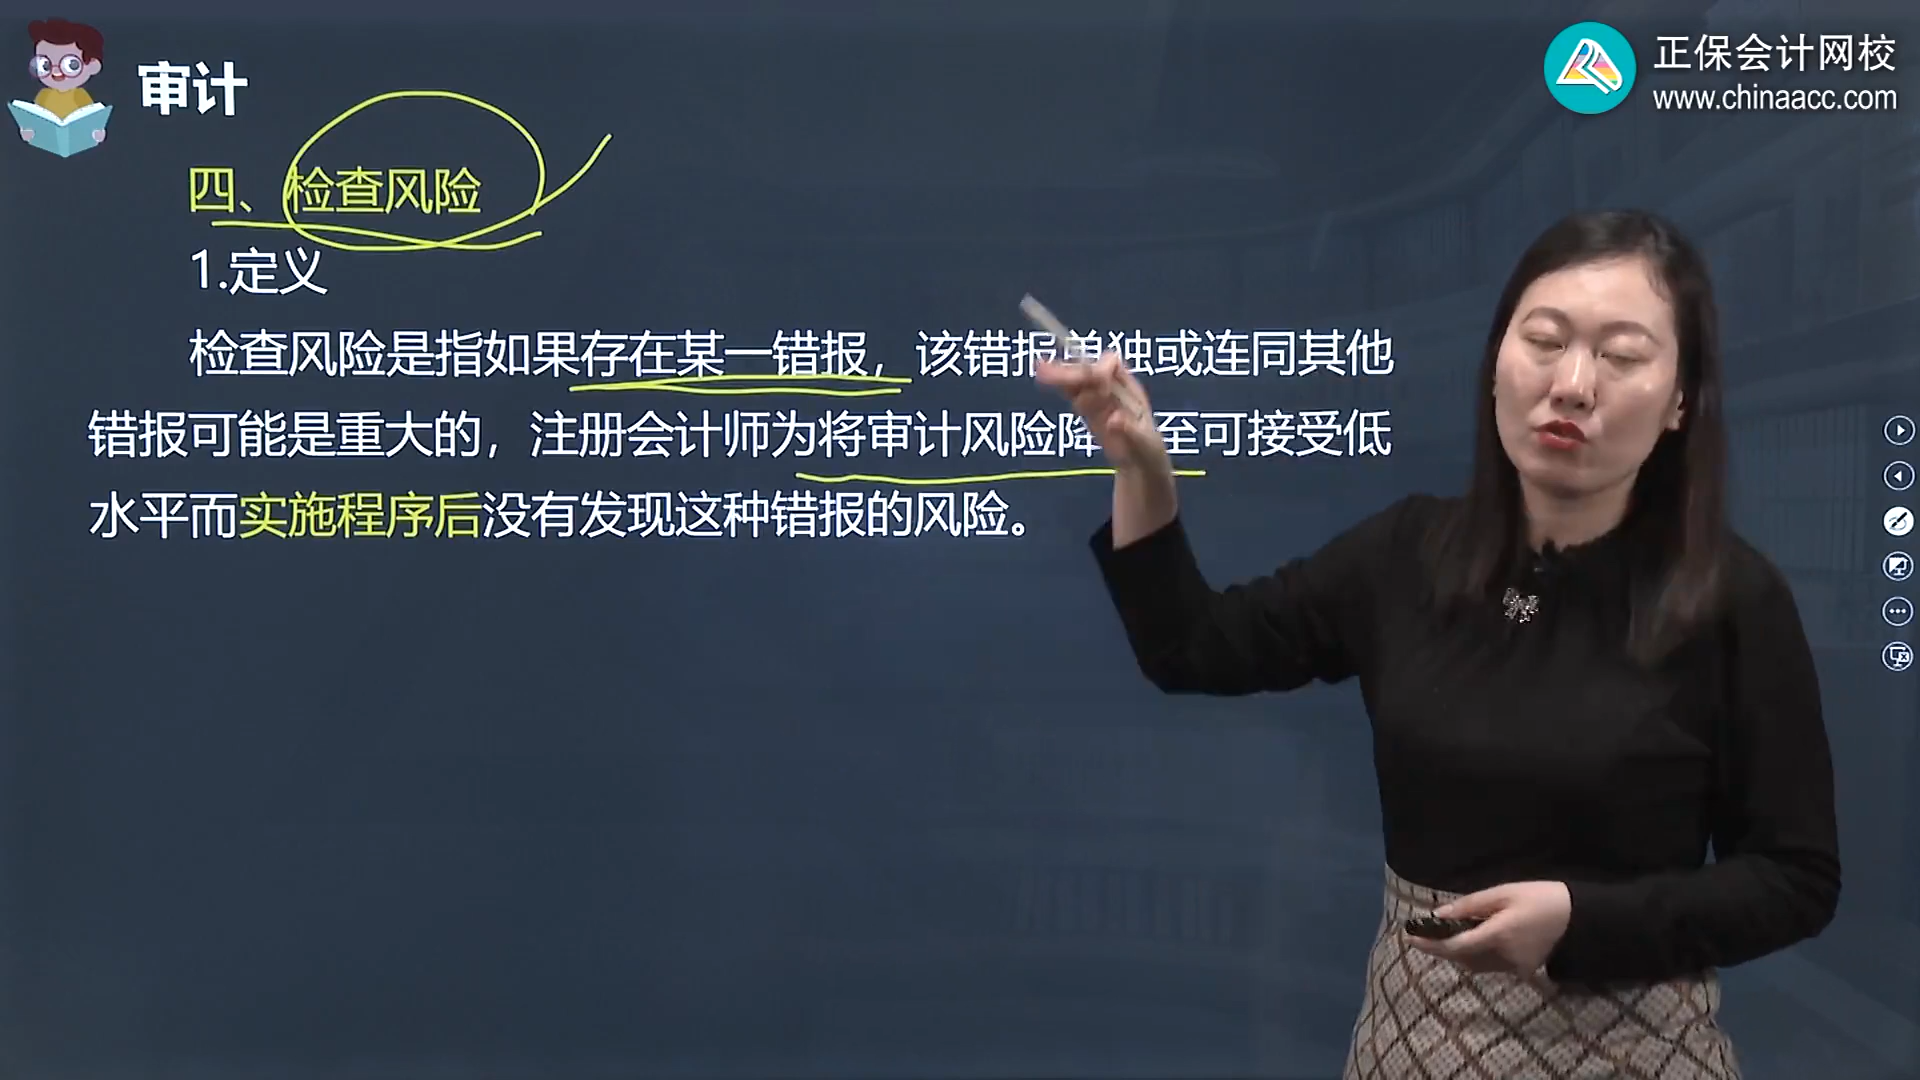 审计
正保会计网校
www.chinaacc.com
四、检查风险
1.定义
检查风险是指如果存在某一错报，该错报单独或连同其他
错报可能是重大的，注册会计师为将审计风险降 至可接受低
水平而实施程序后没有发现这种错报的风险。